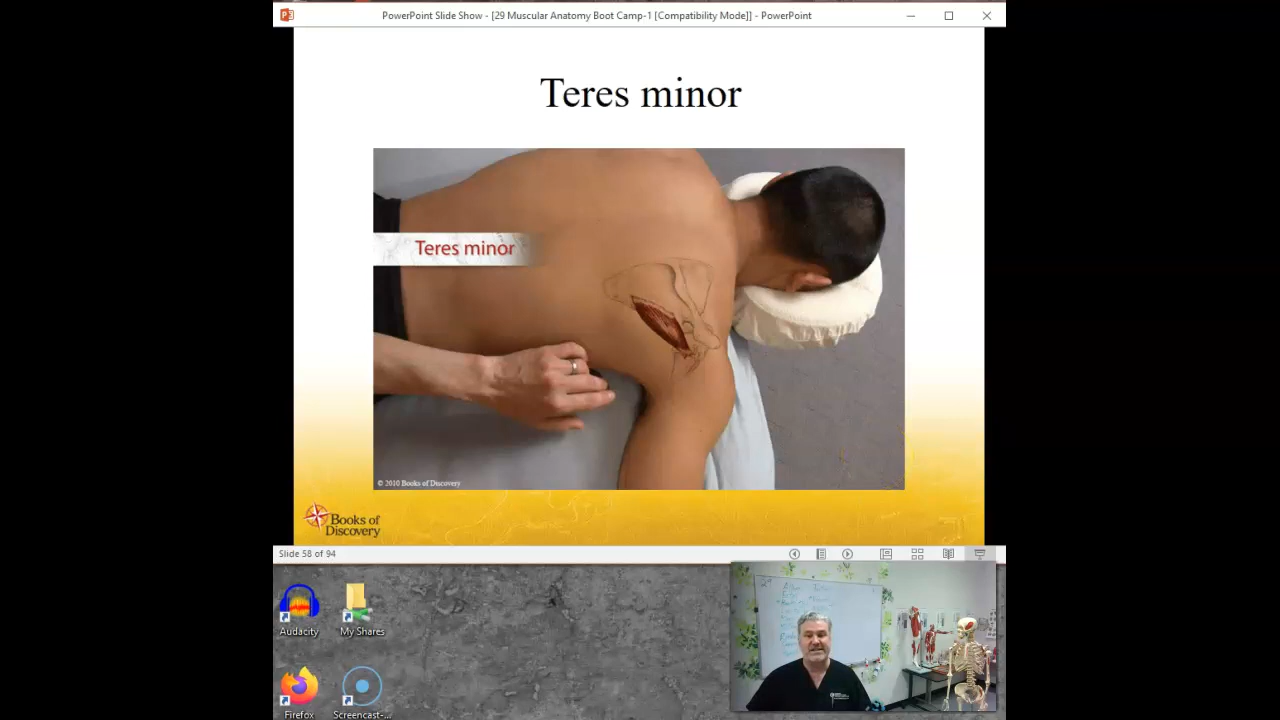 PowerPoint Slide Show - [29 Muscular Anatomy Boot Camp-1 [Compatibility Mode]] - PowerPoint
Teres minor
Teres minor
© 2010 Books of Discovery
Books of
Discovery
Slide 58 of 94
Audacity
My Shares
Firefox
Screencast-...